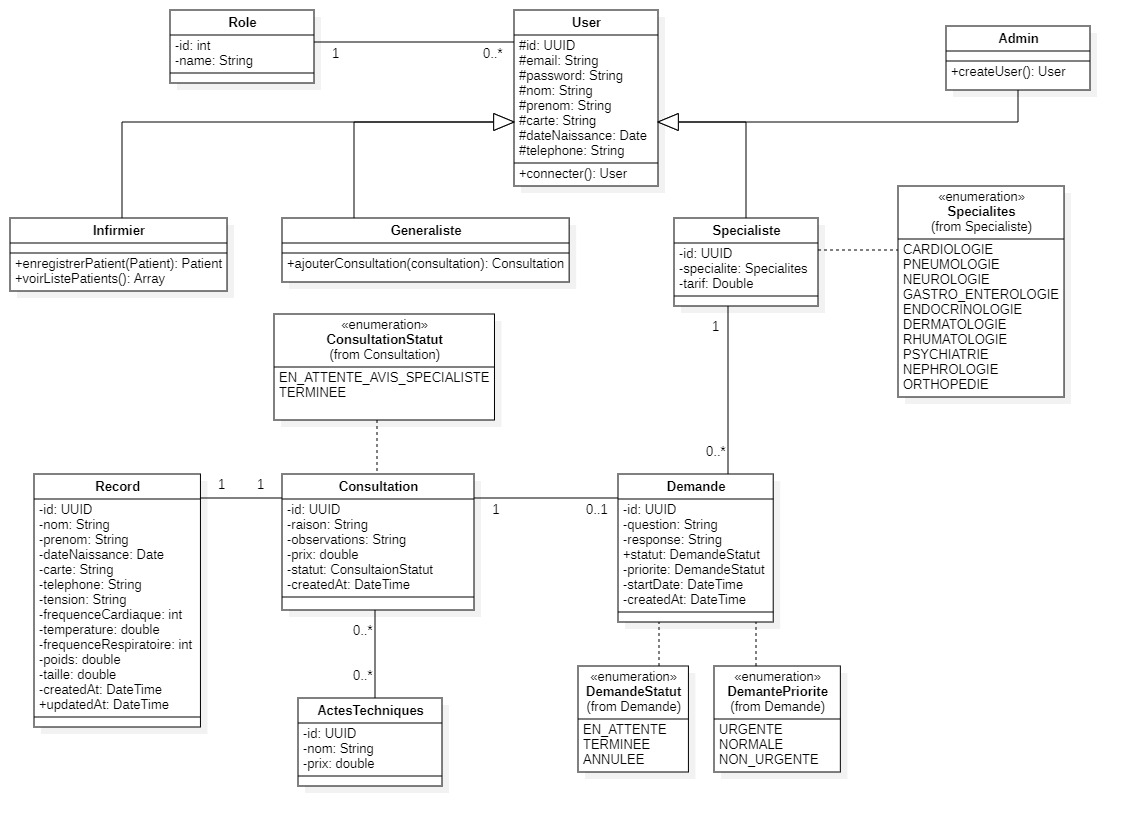 Role
-id: int
-name: String
1
0..*
User
#id: UUID
#email: String
#password: String
#nom: String
#prenom: String
#carte: String
#dateNaissance: Date
#telephone: String
+connecter(): User
Admin
+createUser(): User
Infirmier
+enregistrerPatient(Patient): Patient
+voirListePatients(): Array
Generaliste
+ajouterConsultation(consultation): Consultation
Specialiste
-id: UUID
-specialite: Specialites
-tarif: Double
«enumeration»
Specialites
(from Specialiste)
CARDIOLOGIE
PNEUMOLOGIE
NEUROLOGIE
GASTRO_ENTEROLOGIE
ENDOCRINOLOGIE
DERMATOLOGIE
RHUMATOLOGIE
PSYCHIATRIE
NEPHROLOGIE
ORTHOPEDIE
«enumeration»
ConsultationStatut
(from Consultation)
EN_ATTENTE_AVIS_SPECIALISTE
TERMINEE
1
0..*
Record
-id: UUID
-nom: String
-prenom: String
-dateNaissance: Date
-carte: String
-telephone: String
-tension: String
-frequenceCardiaque: int
-temperature: double
-frequenceRespiratoire: int
-poids: double
-taille: double
-createdAt: DateTime
+updatedAt: DateTime
1
1
Consultation
-id: UUID
-raison: String
-observations: String
-prix: double
-statut: ConsultaionStatut
-createdAt: DateTime
1
0..1
Demande
-id: UUID
-question: String
-response: String
+statut: DemandeStatut
-priorite: DemandeStatut
-startDate: DateTime
-createdAt: DateTime
0..*
0..*
ActesTechniques
-id: UUID
-nom: String
-prix: double
«enumeration»
DemandeStatut
(from Demande)
EN_ATTENTE
TERMINEE
ANNULEE
«enumeration»
DemantePriorite
(from Demande)
URGENTE
NORMALE
NON_URGENTE